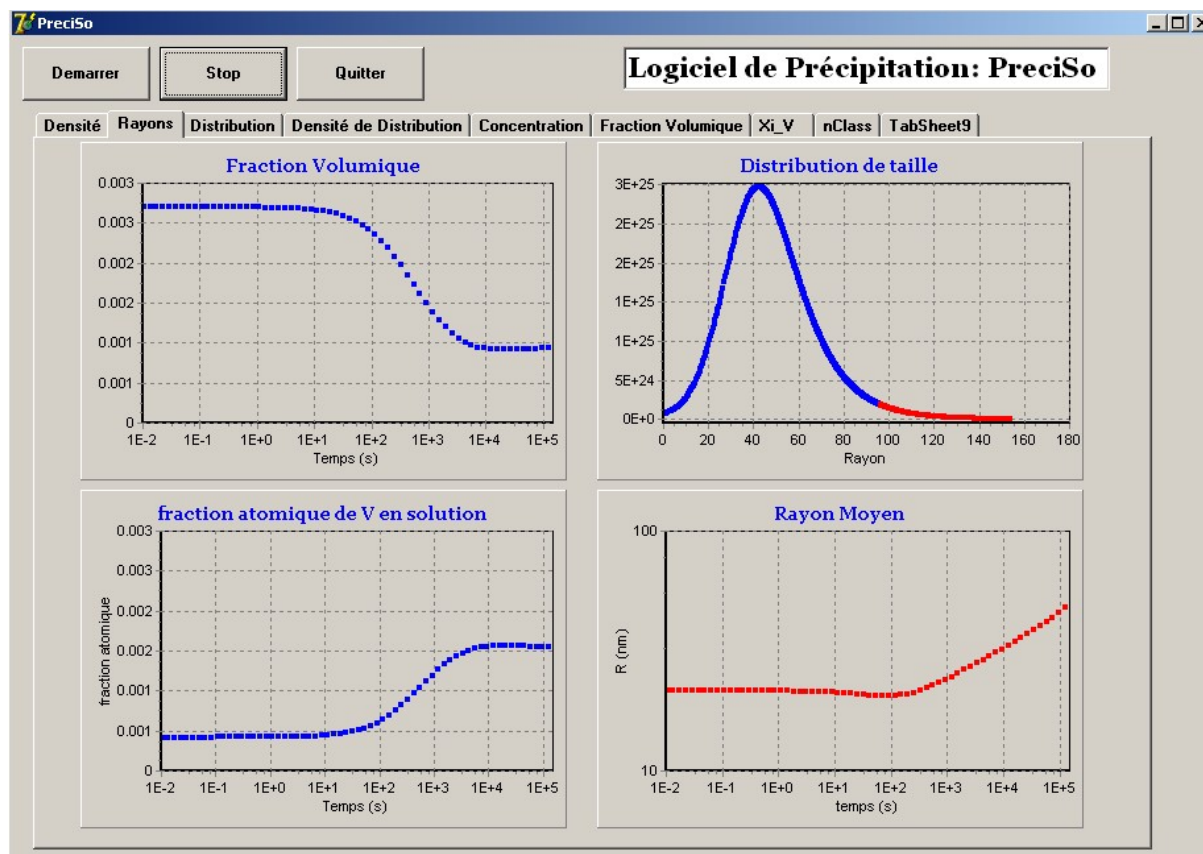 PreciSo
Demarrer
Stop
Quitter
Logiciel de Précipitation: PreciSo
Densité
Rayons
Distribution
Densité de Distribution
Concentration
Fraction Volumique
Xi_V
nClass
TabSheet9
Fraction Volumique
0.003
0.003
0.002
0.002
0.001
0.001
0
1E-2 1E-1 1E+0 1E+1 1E+2 1E+3 1E+4 1E+5
Temps (s)
Distribution de taille
3E+25
2E+25
2E+25
1E+25
1E+25
5E+24
0E+0
0 20 40 60 80 100 120 140 160 180
Rayon
fraction atomique de V en solution
fraction atomique
0.003
0.002
0.002
0.001
0.001
0
1E-2 1E-1 1E+0 1E+1 1E+2 1E+3 1E+4 1E+5
Temps (s)
Rayon Moyen
R (nm)
100
10
1E-2 1E-1 1E+0 1E+1 1E+2 1E+3 1E+4 1E+5
temps (s)